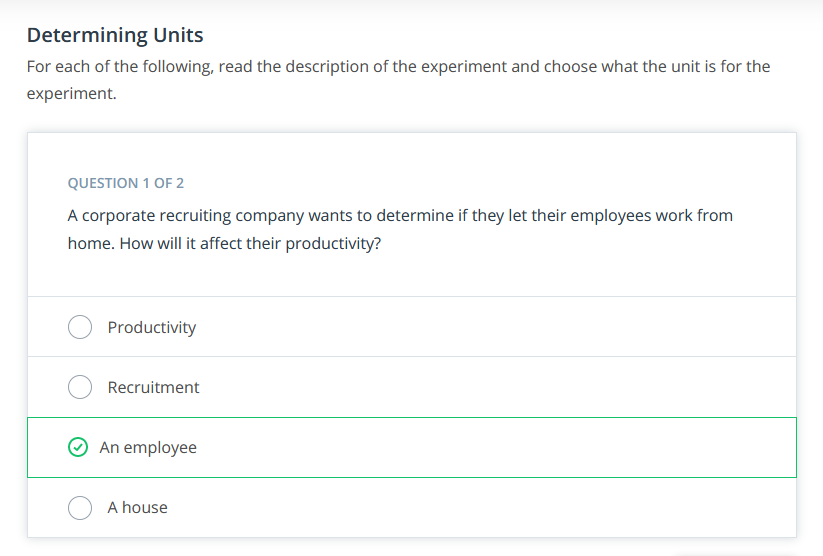 Determining Units
For each of the following, read the description of the experiment and choose what the unit is for the
experiment.
QUESTION 1 OF 2
A corporate recruiting company wants to determine if they let their employees work from
home. How will it affect their productivity?
Productivity
Recruitment
An employee
A house